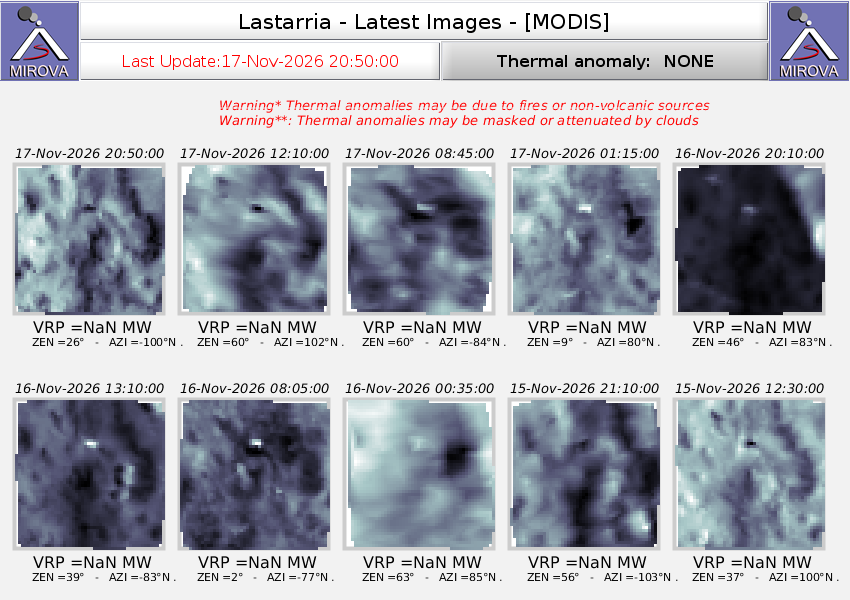 MIROVA
Lastarria - Latest Images - [MODIS]
MIROVA
Last Update:17-Nov-2026 20:50:00
Thermal anomaly: NONE
Warning* Thermal anomalies may be due to fires or non-volcanic sources
Warning**: Thermal anomalies may be masked or attenuated by clouds
17-Nov-2026 20:50:00 17-Nov-2026 12:10:00 17-Nov-2026 08:45:00 17-Nov-2026 01:15:00 16-Nov-2026 20:10:00
VRP =NaN MW VRP =NaN MW VRP =NaN MW VRP =NaN MW VRP =NaN MW
ZEN =26° - AZI =-100°N . ZEN =60° - AZI =102°N . ZEN =60° - AZI =-84°N . ZEN =9° - AZI =80°N . ZEN =46° - AZI =83°N .
16-Nov-2026 13:10:00 16-Nov-2026 08:05:00 16-Nov-2026 00:35:00 15-Nov-2026 21:10:00 15-Nov-2026 12:30:00
VRP =NaN MW VRP =NaN MW VRP =NaN MW VRP =NaN MW VRP =NaN MW
ZEN =39° - AZI =-83°N . ZEN =2° - AZI =-77°N . ZEN =63° - AZI =85°N . ZEN =56° - AZI =-103°N . ZEN =37° - AZI =100°N .